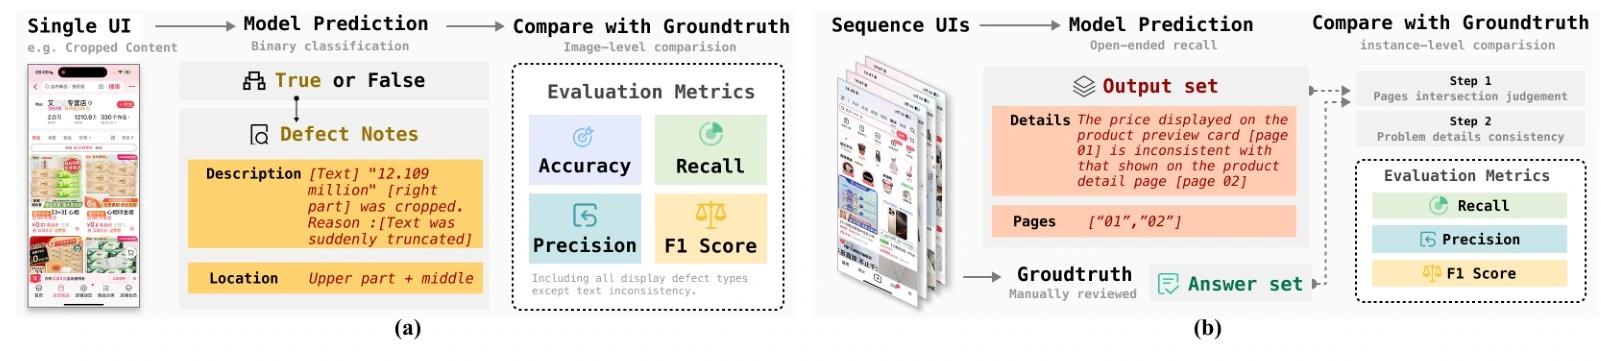 Single UI
e.g. Cropped Content
Model Prediction
Binary classification
Compare with Groundtruth
Image-level comparision
True or False
Defect Notes
Description
[Text] "12.109
million" [right
part] was cropped.
Reason :[Text was
suddenly truncated]
Location
Upper part + middle
Evaluation Metrics
Accuracy
Recall
Precision
F1 Score
Including all display defect types
except text inconsistency.
(a)
Sequence UIs
Model Prediction
Open-ended recall
Compare with Groundtruth
instance-level comparision
Output set
Details
The price displayed on the
product preview card [page
01] is inconsistent with
that shown on the product
detail page [page 02]
Pages
["01","02"]
Groudtruth
Manually reviewed
Answer set
Step 1
Pages intersection judgement
Step 2
Problem details consistency
Evaluation Metrics
Recall
Precision
F1 Score
(b)